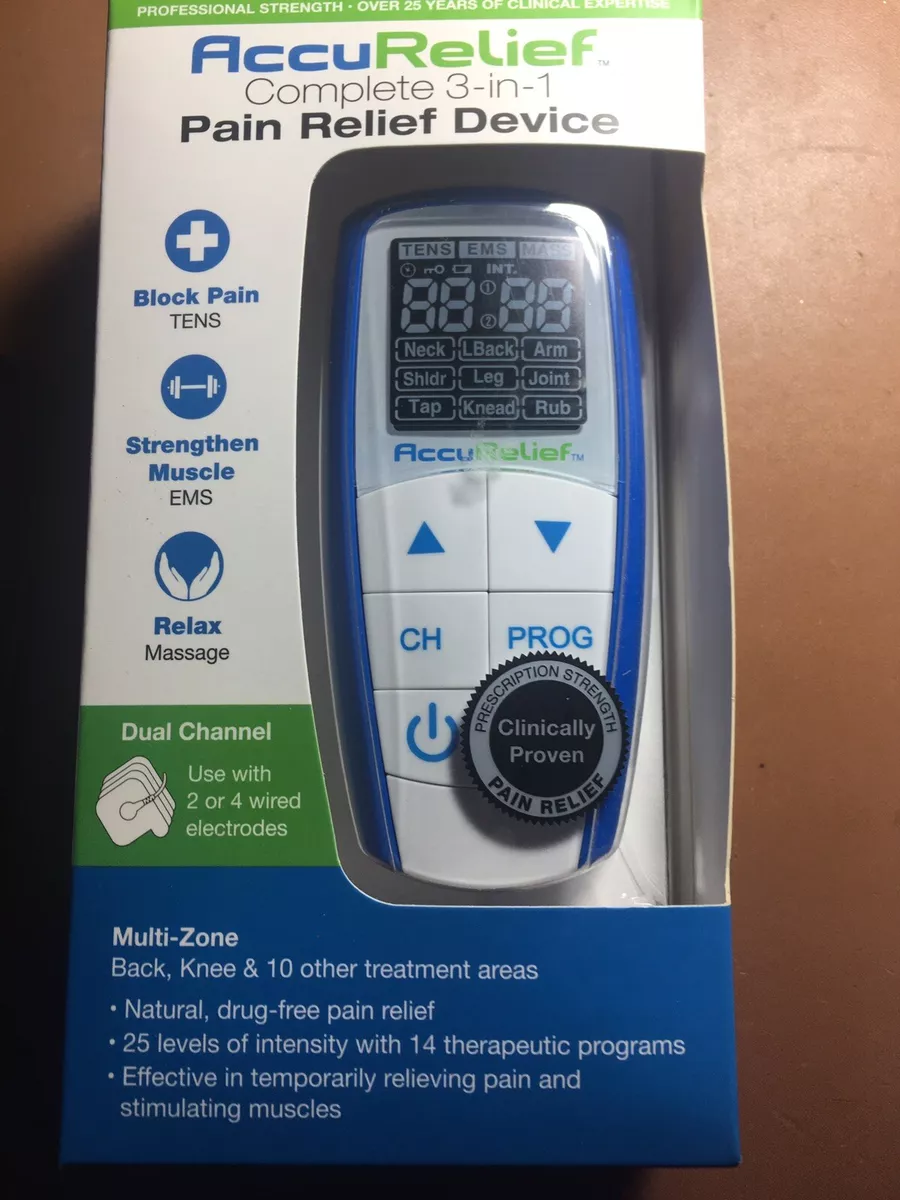 PROFESSIONAL STRENGTH · OVER 25 YEARS OF CLINICAL EXPERTISE
AccuRelief™
Complete 3-in-1
Pain Relief Device
Block Pain
TENS
Strengthen
Muscle
EMS
Relax
Massage
TENS EMS MASS
INT.
88 1 88
2
Neck LBack Arm
Shldr Leg Joint
Tap Knead Rub
AccuRelief™
CH PROG
PRESCRIPTION STRENGTH
Clinically
Proven
PAIN RELIEF
Dual Channel
Use with
2 or 4 wired
electrodes
Multi-Zone
Back, Knee & 10 other treatment areas
• Natural, drug-free pain relief
• 25 levels of intensity with 14 therapeutic programs
• Effective in temporarily relieving pain and
stimulating muscles